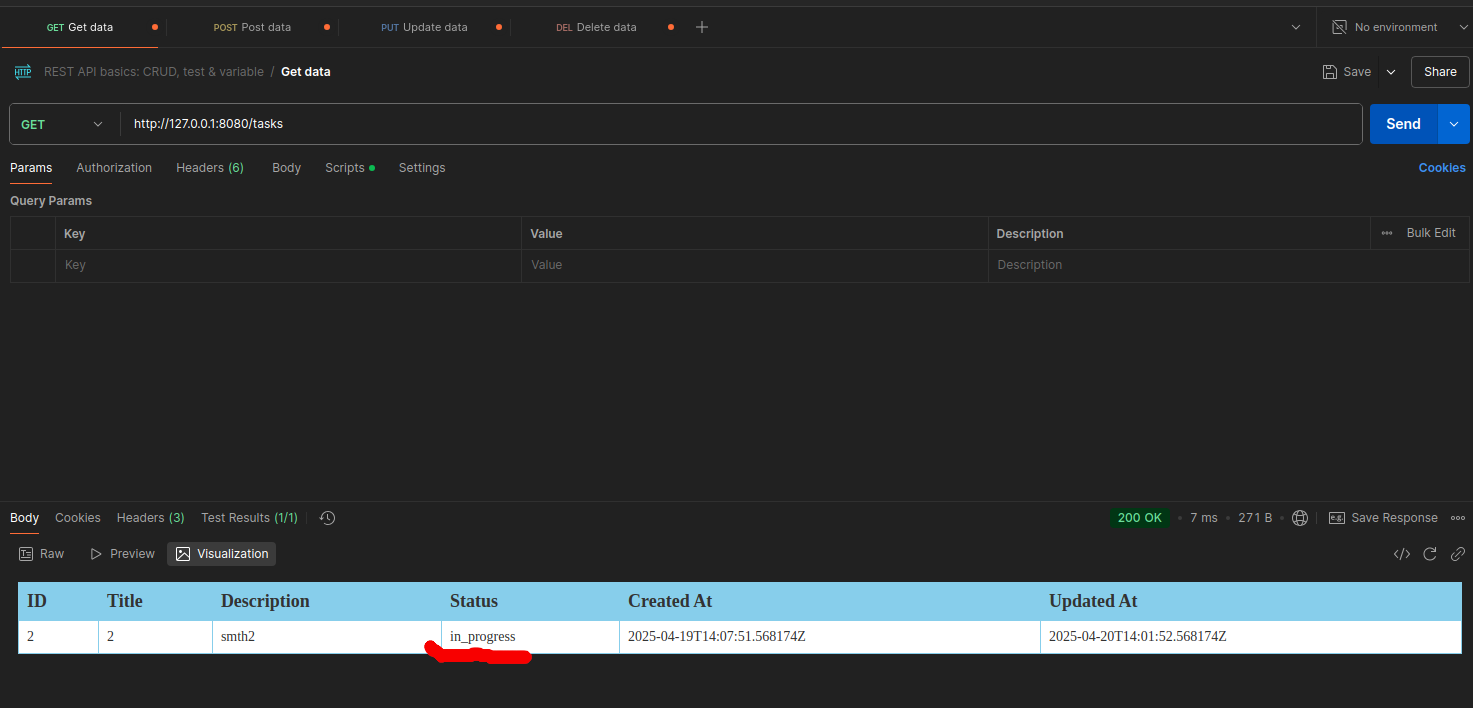 GET Get data POST Post data PUT Update data DEL Delete data + No environment
HTTP REST API basics: CRUD, test & variable / Get data Save Share
GET http://127.0.0.1:8080/tasks Send
Params Authorization Headers (6) Body Scripts Settings Cookies
Query Params
Key Value Description ••• Bulk Edit
Key Value Description
Body Cookies Headers (3) Test Results (1/1) 200 OK • 7 ms • 271 B • e.g. Save Response
Raw Preview Visualization </>
ID Title Description Status Created At Updated At
2 2 smth2 in_progress 2025-04-19T14:07:51.568174Z 2025-04-20T14:01:52.568174Z